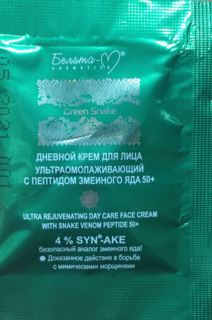 Белита-М
COSMETICS
Green Snake
ДНЕВНОЙ КРЕМ ДЛЯ ЛИЦА
УЛЬТРАОМОЛАЖИВАЮЩИЙ
С ПЕПТИДОМ ЗМЕИНОГО ЯДА 50+
ULTRA REJUVENATING DAY CARE FACE CREAM
WITH SNAKE VENOM PEPTIDE 50+
4 % SYN®-AKE
безопасный аналог змеиного яда!
Доказанное действие в борьбе
с мимическими морщинами